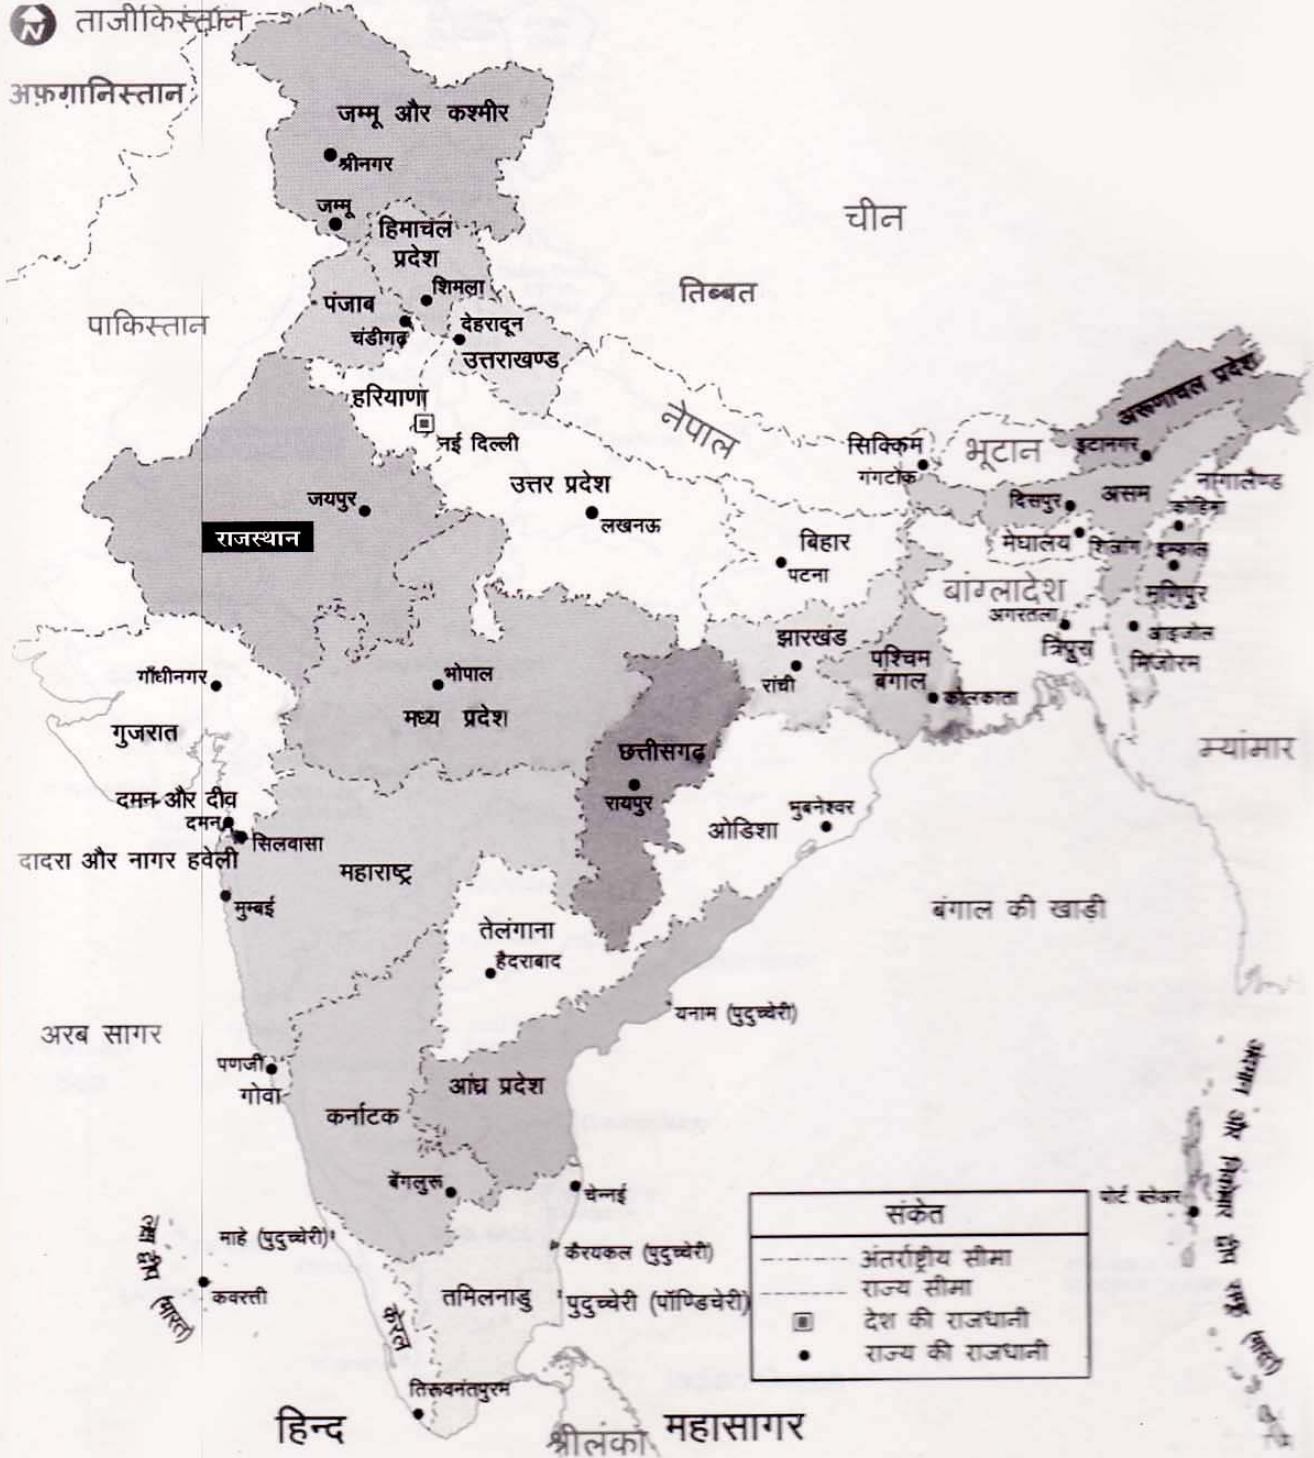 N
ताजीकिस्तान
अफ़ग़ानिस्तान
जम्मू और कश्मीर
श्रीनगर
जम्मू
हिमाचल
प्रदेश
चीन
शिमला
तिब्बत
पंजाब
पाकिस्तान
देहरादून
चंडीगढ़
उत्तराखण्ड
हरियाणा
अरूणाचल प्रदेश
नेपाल
नई दिल्ली
सिक्किम
भूटान
इटानगर
गंगटोक
उत्तर प्रदेश
नागालैण्ड
जयपुर
दिसपुर
असम
कोहिमा
लखनऊ
राजस्थान
बिहार
मेघालय
शिलांग
इम्फाल
पटना
बांग्लादेश
मणिपुर
अगरतला
झारखंड
त्रिपुरा
आइजोल
पश्चिम
बंगाल
मिजोरम
गाँधीनगर
भोपाल
रांची
कोलकाता
मध्य प्रदेश
गुजरात
छत्तीसगढ़
म्यांमार
दमन और दीव
रायपुर
भुबनेश्वर
दमन
ओडिशा
सिलवासा
दादरा और नागर हवेली
महाराष्ट्र
मुम्बई
बंगाल की खाड़ी
तेलंगाना
हैदराबाद
यनाम (पुदुच्चेरी)
अरब सागर
पणजी
गोवा
आंध्र प्रदेश
कर्नाटक
बेंगलुरू
चेन्नई
पोर्ट ब्लेअर
संकेत
माहे (पुदुच्चेरी)
कैरयकल (पुदुच्चेरी)
अंतर्राष्ट्रीय सीमा
राज्य सीमा
कवरत्ती
तमिलनाडु
पुदुच्चेरी (पॉण्डिचेरी)
देश की राजधानी
राज्य की राजधानी
केरल
तिरूवनंतपुरम
हिन्द
महासागर
श्रीलंका